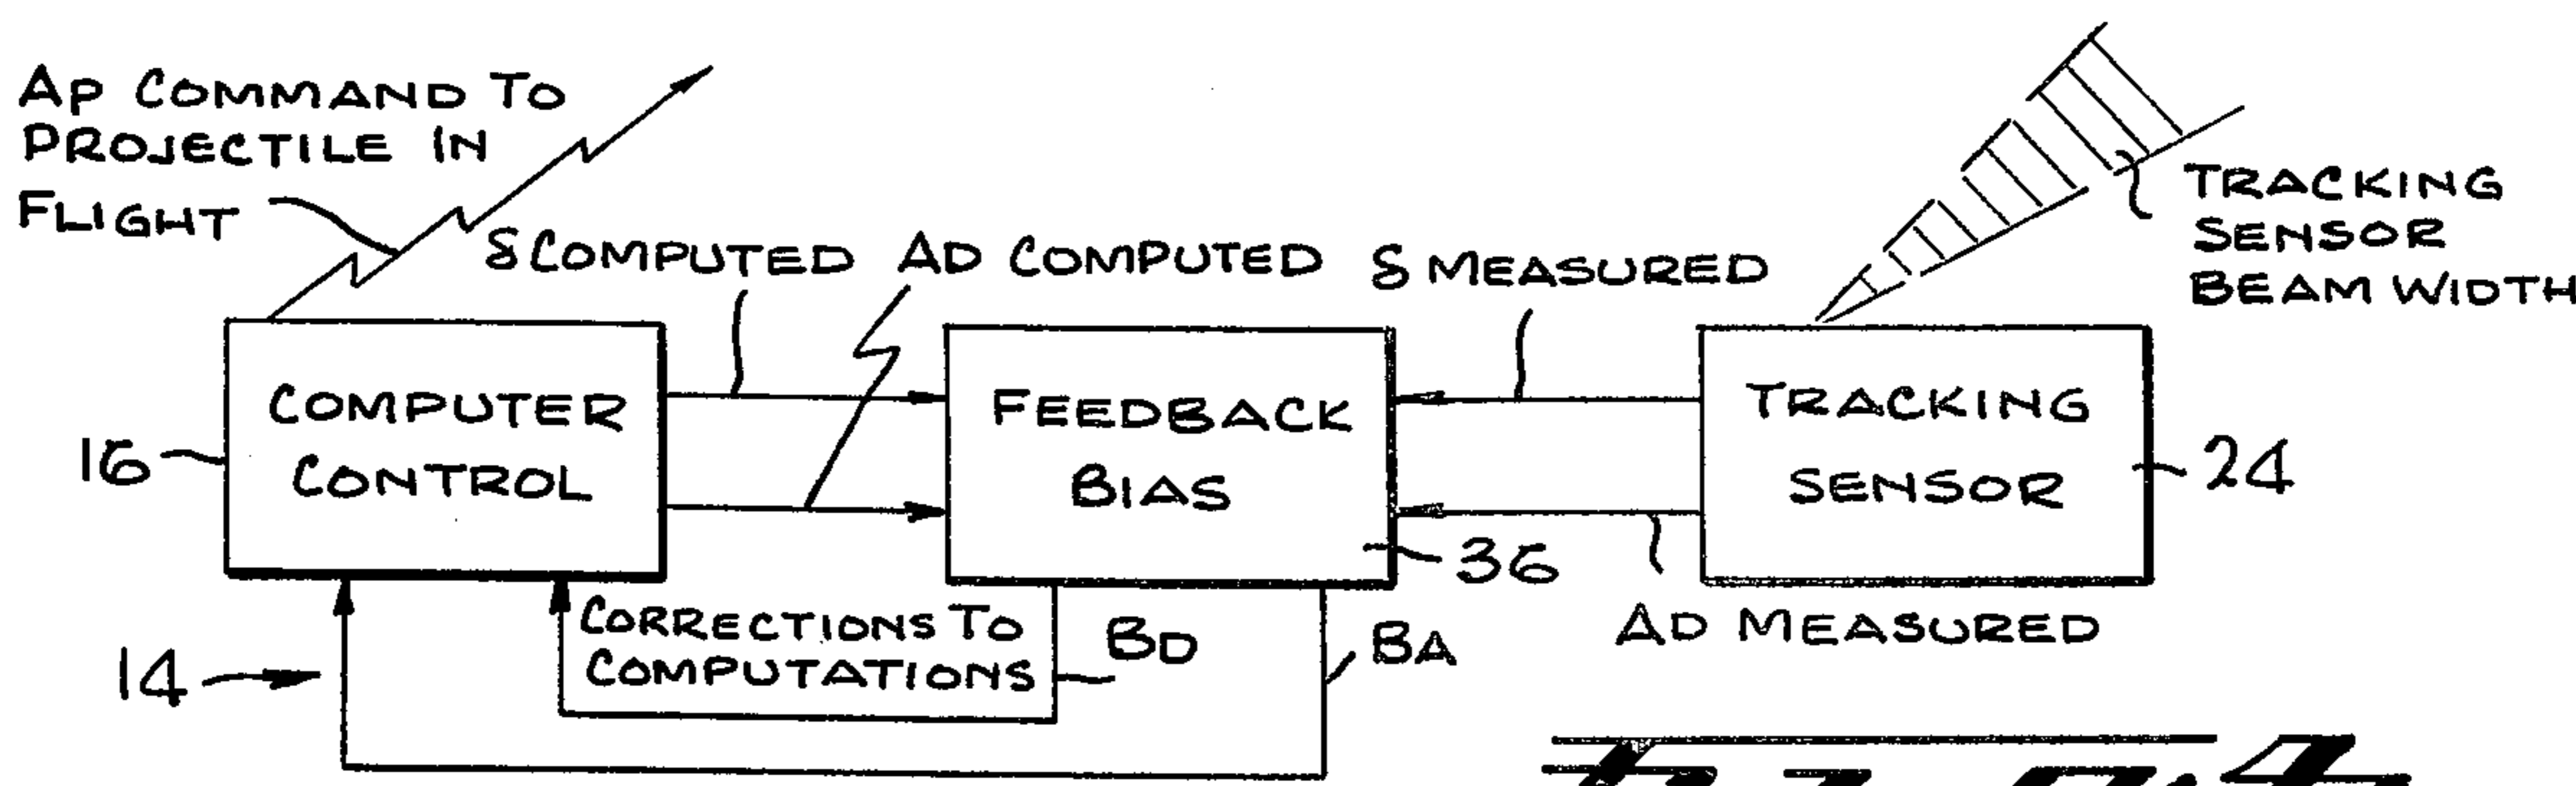 AP COMMAND TO
PROJECTILE IN
FLIGHT
δ COMPUTED
AD COMPUTED
δ MEASURED
TRACKING
SENSOR
BEAM WIDTH
COMPUTER
CONTROL
FEEDBACK
BIAS
TRACKING
SENSOR
16
24
36
CORRECTIONS TO
COMPUTATIONS
BD
BA
AD MEASURED
14